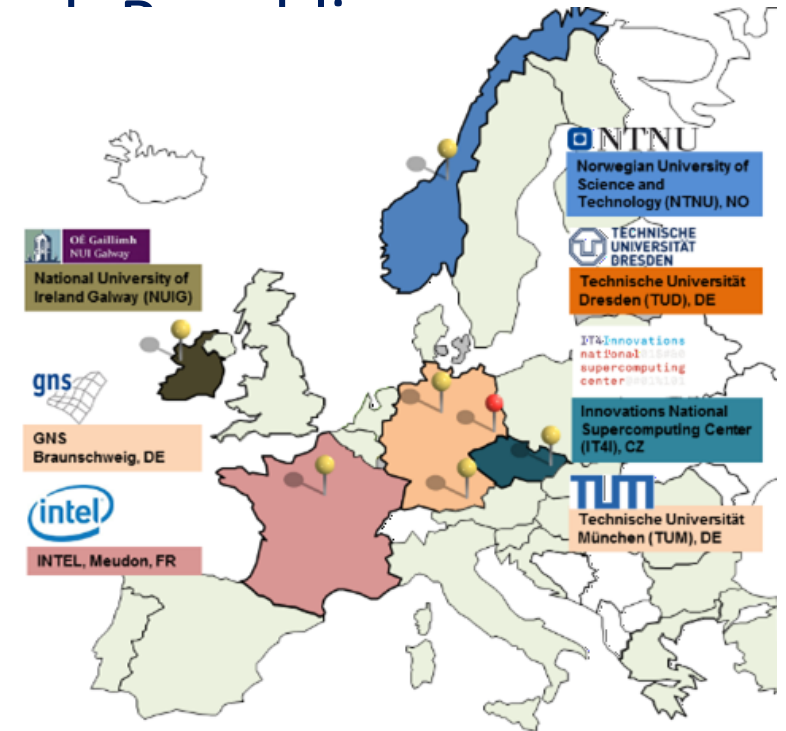 NTNU
Norwegian University of
Science and
Technology (NTNU), NO
OÉ Gaillimh
NUI Galway
National University of
Ireland Galway (NUIG)
TECHNISCHE
UNIVERSITÄT
DRESDEN
Technische Universität
Dresden (TUD), DE
IT4Innovations
national
supercomputing
center
gns
GNS
Braunschweig, DE
Innovations National
Supercomputing Center
(IT4I), CZ
intel
INTEL, Meudon, FR
TUM
Technische Universität
München (TUM), DE